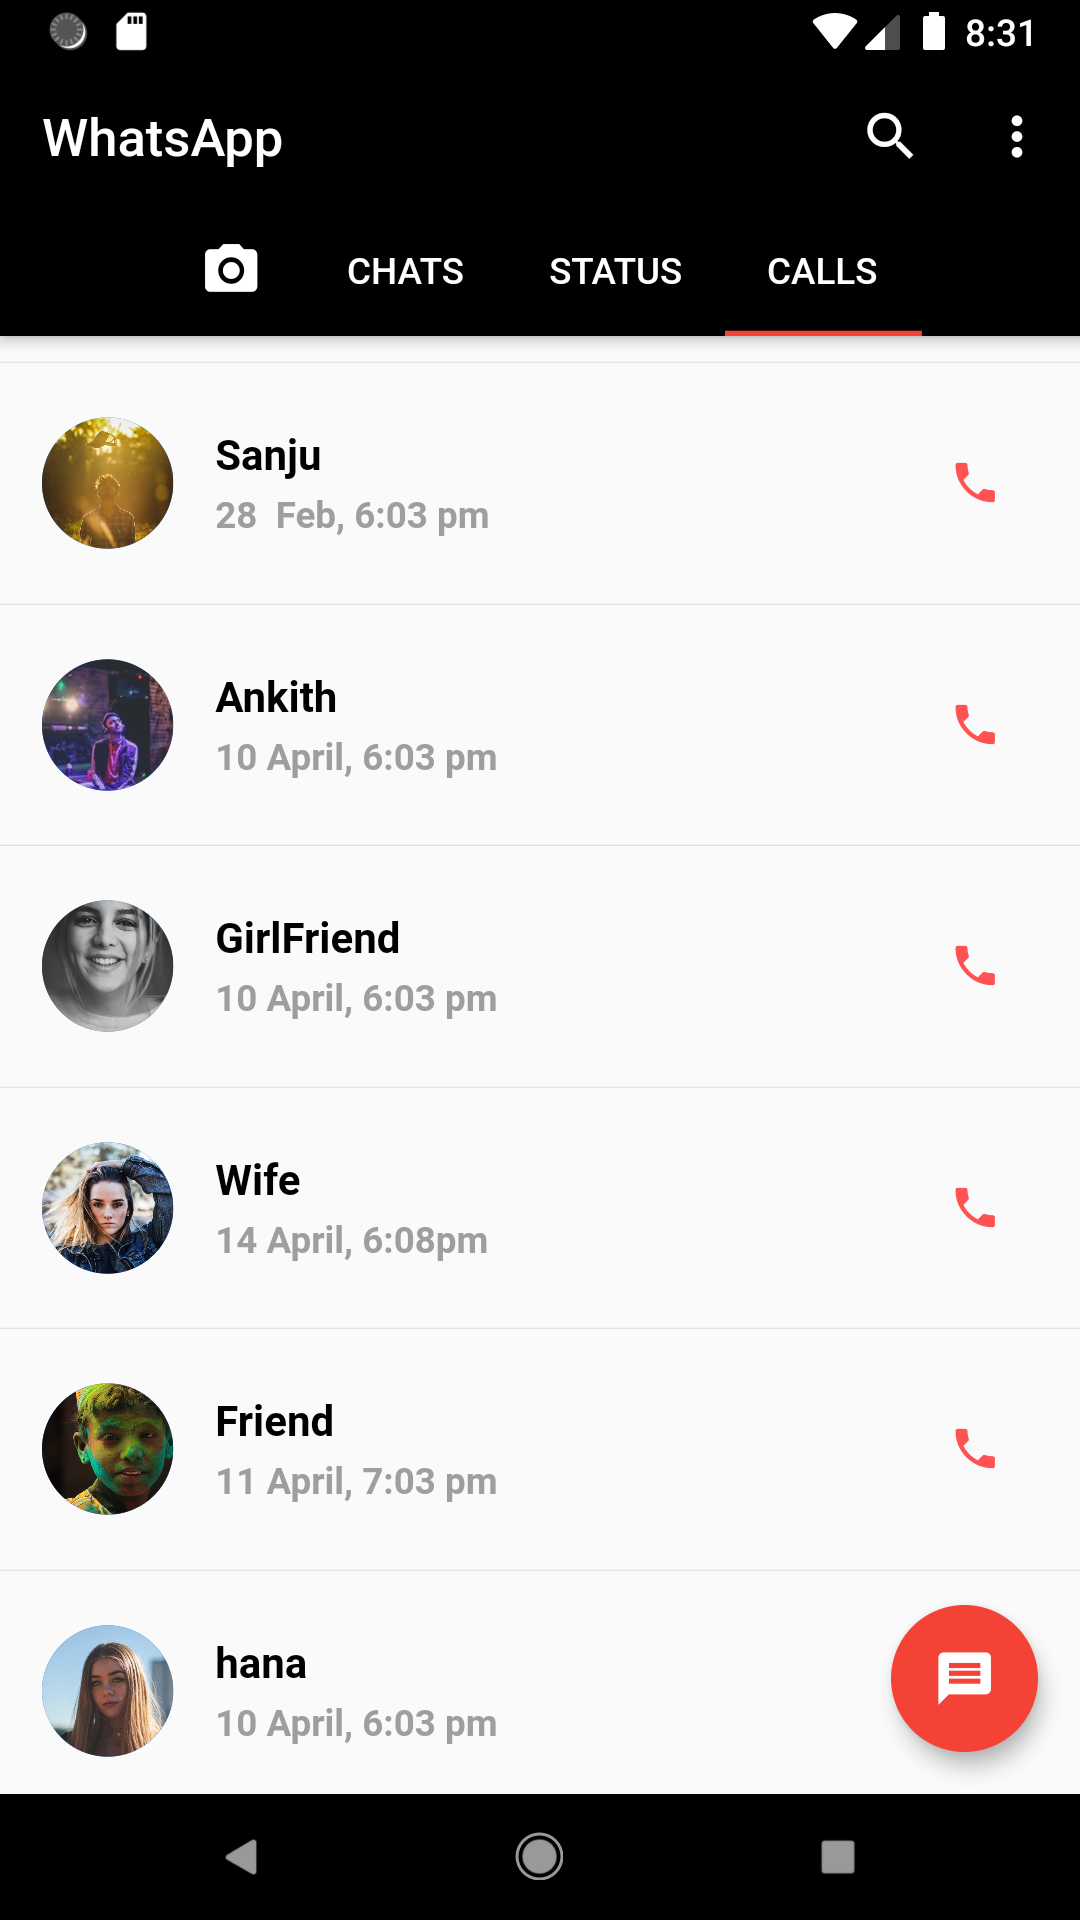 8:31
WhatsApp
CHATS STATUS CALLS
Sanju
28  Feb, 6:03 pm
Ankith
10 April, 6:03 pm
GirlFriend
10 April, 6:03 pm
Wife
14 April, 6:08pm
Friend
11 April, 7:03 pm
hana
10 April, 6:03 pm